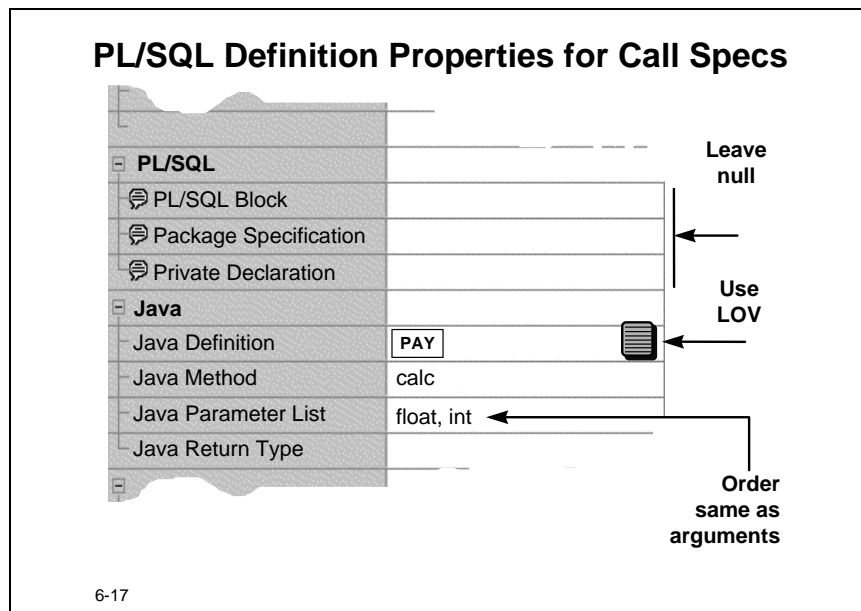 PL/SQL Definition Properties for Call Specs
PL/SQL
PL/SQL Block
Package Specification
Private Declaration
Leave
null
Java
Java Definition PAY
Use
LOV
Java Method calc
Java Parameter List float, int
Java Return Type
Order
same as
arguments
6-17